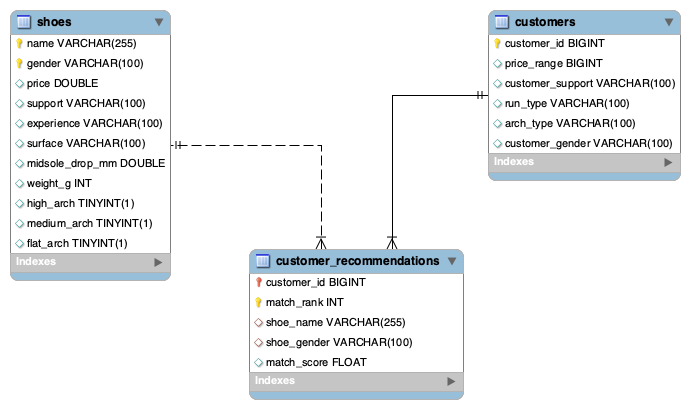 shoes
name VARCHAR(255)
gender VARCHAR(100)
price DOUBLE
support VARCHAR(100)
experience VARCHAR(100)
surface VARCHAR(100)
midsole_drop_mm DOUBLE
weight_g INT
high_arch TINYINT(1)
medium_arch TINYINT(1)
flat_arch TINYINT(1)
Indexes
customers
customer_id BIGINT
price_range BIGINT
customer_support VARCHAR(100)
run_type VARCHAR(100)
arch_type VARCHAR(100)
customer_gender VARCHAR(100)
Indexes
customer_recommendations
customer_id BIGINT
match_rank INT
shoe_name VARCHAR(255)
shoe_gender VARCHAR(100)
match_score FLOAT
Indexes